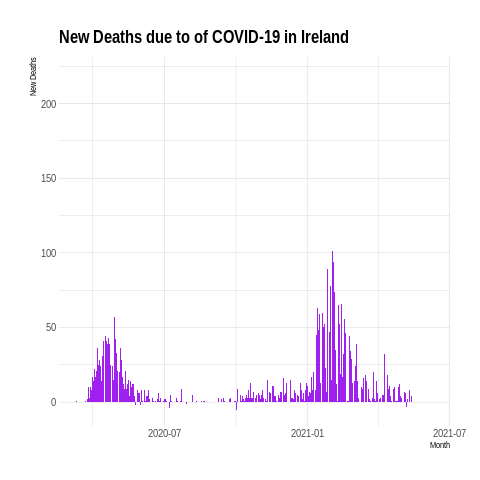 New Deaths due to of COVID-19 in Ireland
New Deaths
200
150
100
50
0
2020-07
2021-01
2021-07
Month